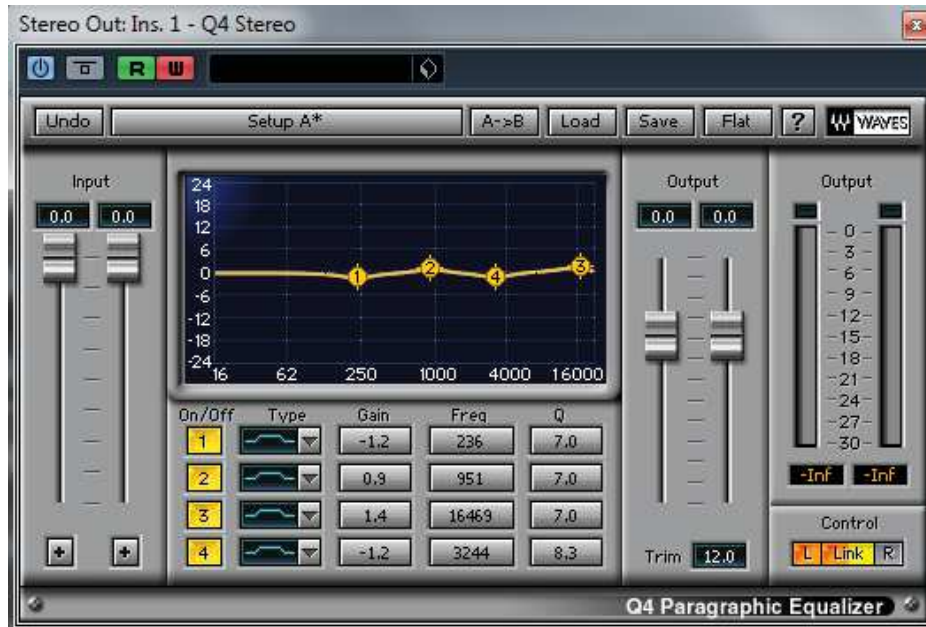 Stereo Out: Ins. 1 - Q4 Stereo
R W
Undo Setup A* A->B Load Save Flat ? WAVES
Input
0.0 0.0
24
18
12
6
0
-6
-12
-18
-24
16 62 250 1000 4000 16000
1 2 4 3
On/Off Type Gain Freq Q
1 -1.2 236 7.0
2 0.9 951 7.0
3 1.4 16469 7.0
4 -1.2 3244 8.3
+ +
Output
0.0 0.0
Trim 12.0
Output
0
3
6
9
12
15
18
21
24
27
30
-Inf -Inf
Control
L Link R
Q4 Paragraphic Equalizer